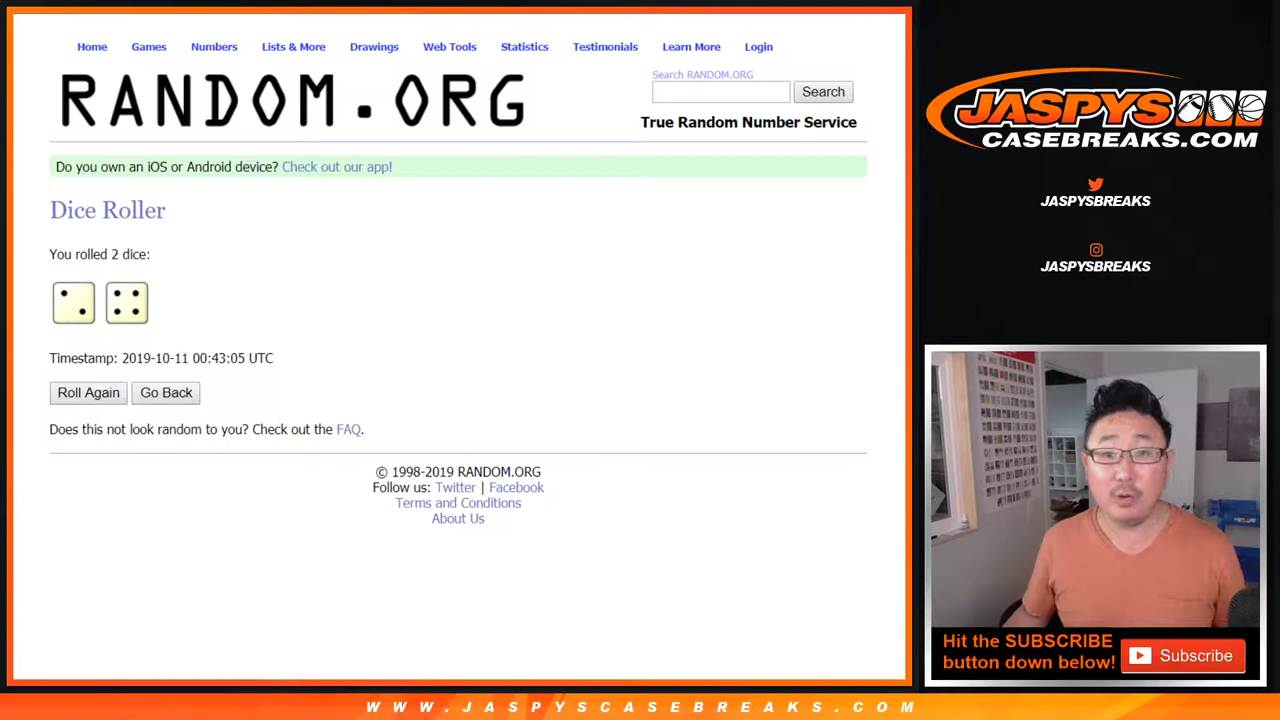 Home Games Numbers Lists & More Drawings Web Tools Statistics Testimonials Learn More Login
RANDOM.ORG
Search RANDOM.ORG
Search
True Random Number Service
Do you own an iOS or Android device? Check out our app!
Dice Roller
You rolled 2 dice:
Timestamp: 2019-10-11 00:43:05 UTC
Roll Again Go Back
Does this not look random to you? Check out the FAQ.
© 1998-2019 RANDOM.ORG
Follow us: Twitter | Facebook
Terms and Conditions
About Us
JASPYS
CASEBREAKS.COM
JASPYSBREAKS
JASPYSBREAKS
Hit the SUBSCRIBE
button down below!
Subscribe
WWW.JASPYSCASEBREAKS.COM